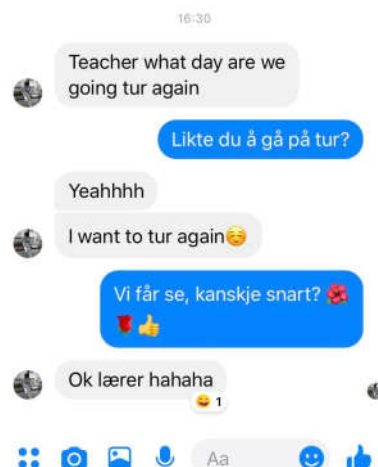 16:30
Teacher what day are we
going tur again
Likte du å gå på tur?
Yeahhhh
I want to tur again☺️
Vi får se, kanskje snart? 🌺
🌹👍
Ok lærer hahaha
😄 1
Aa